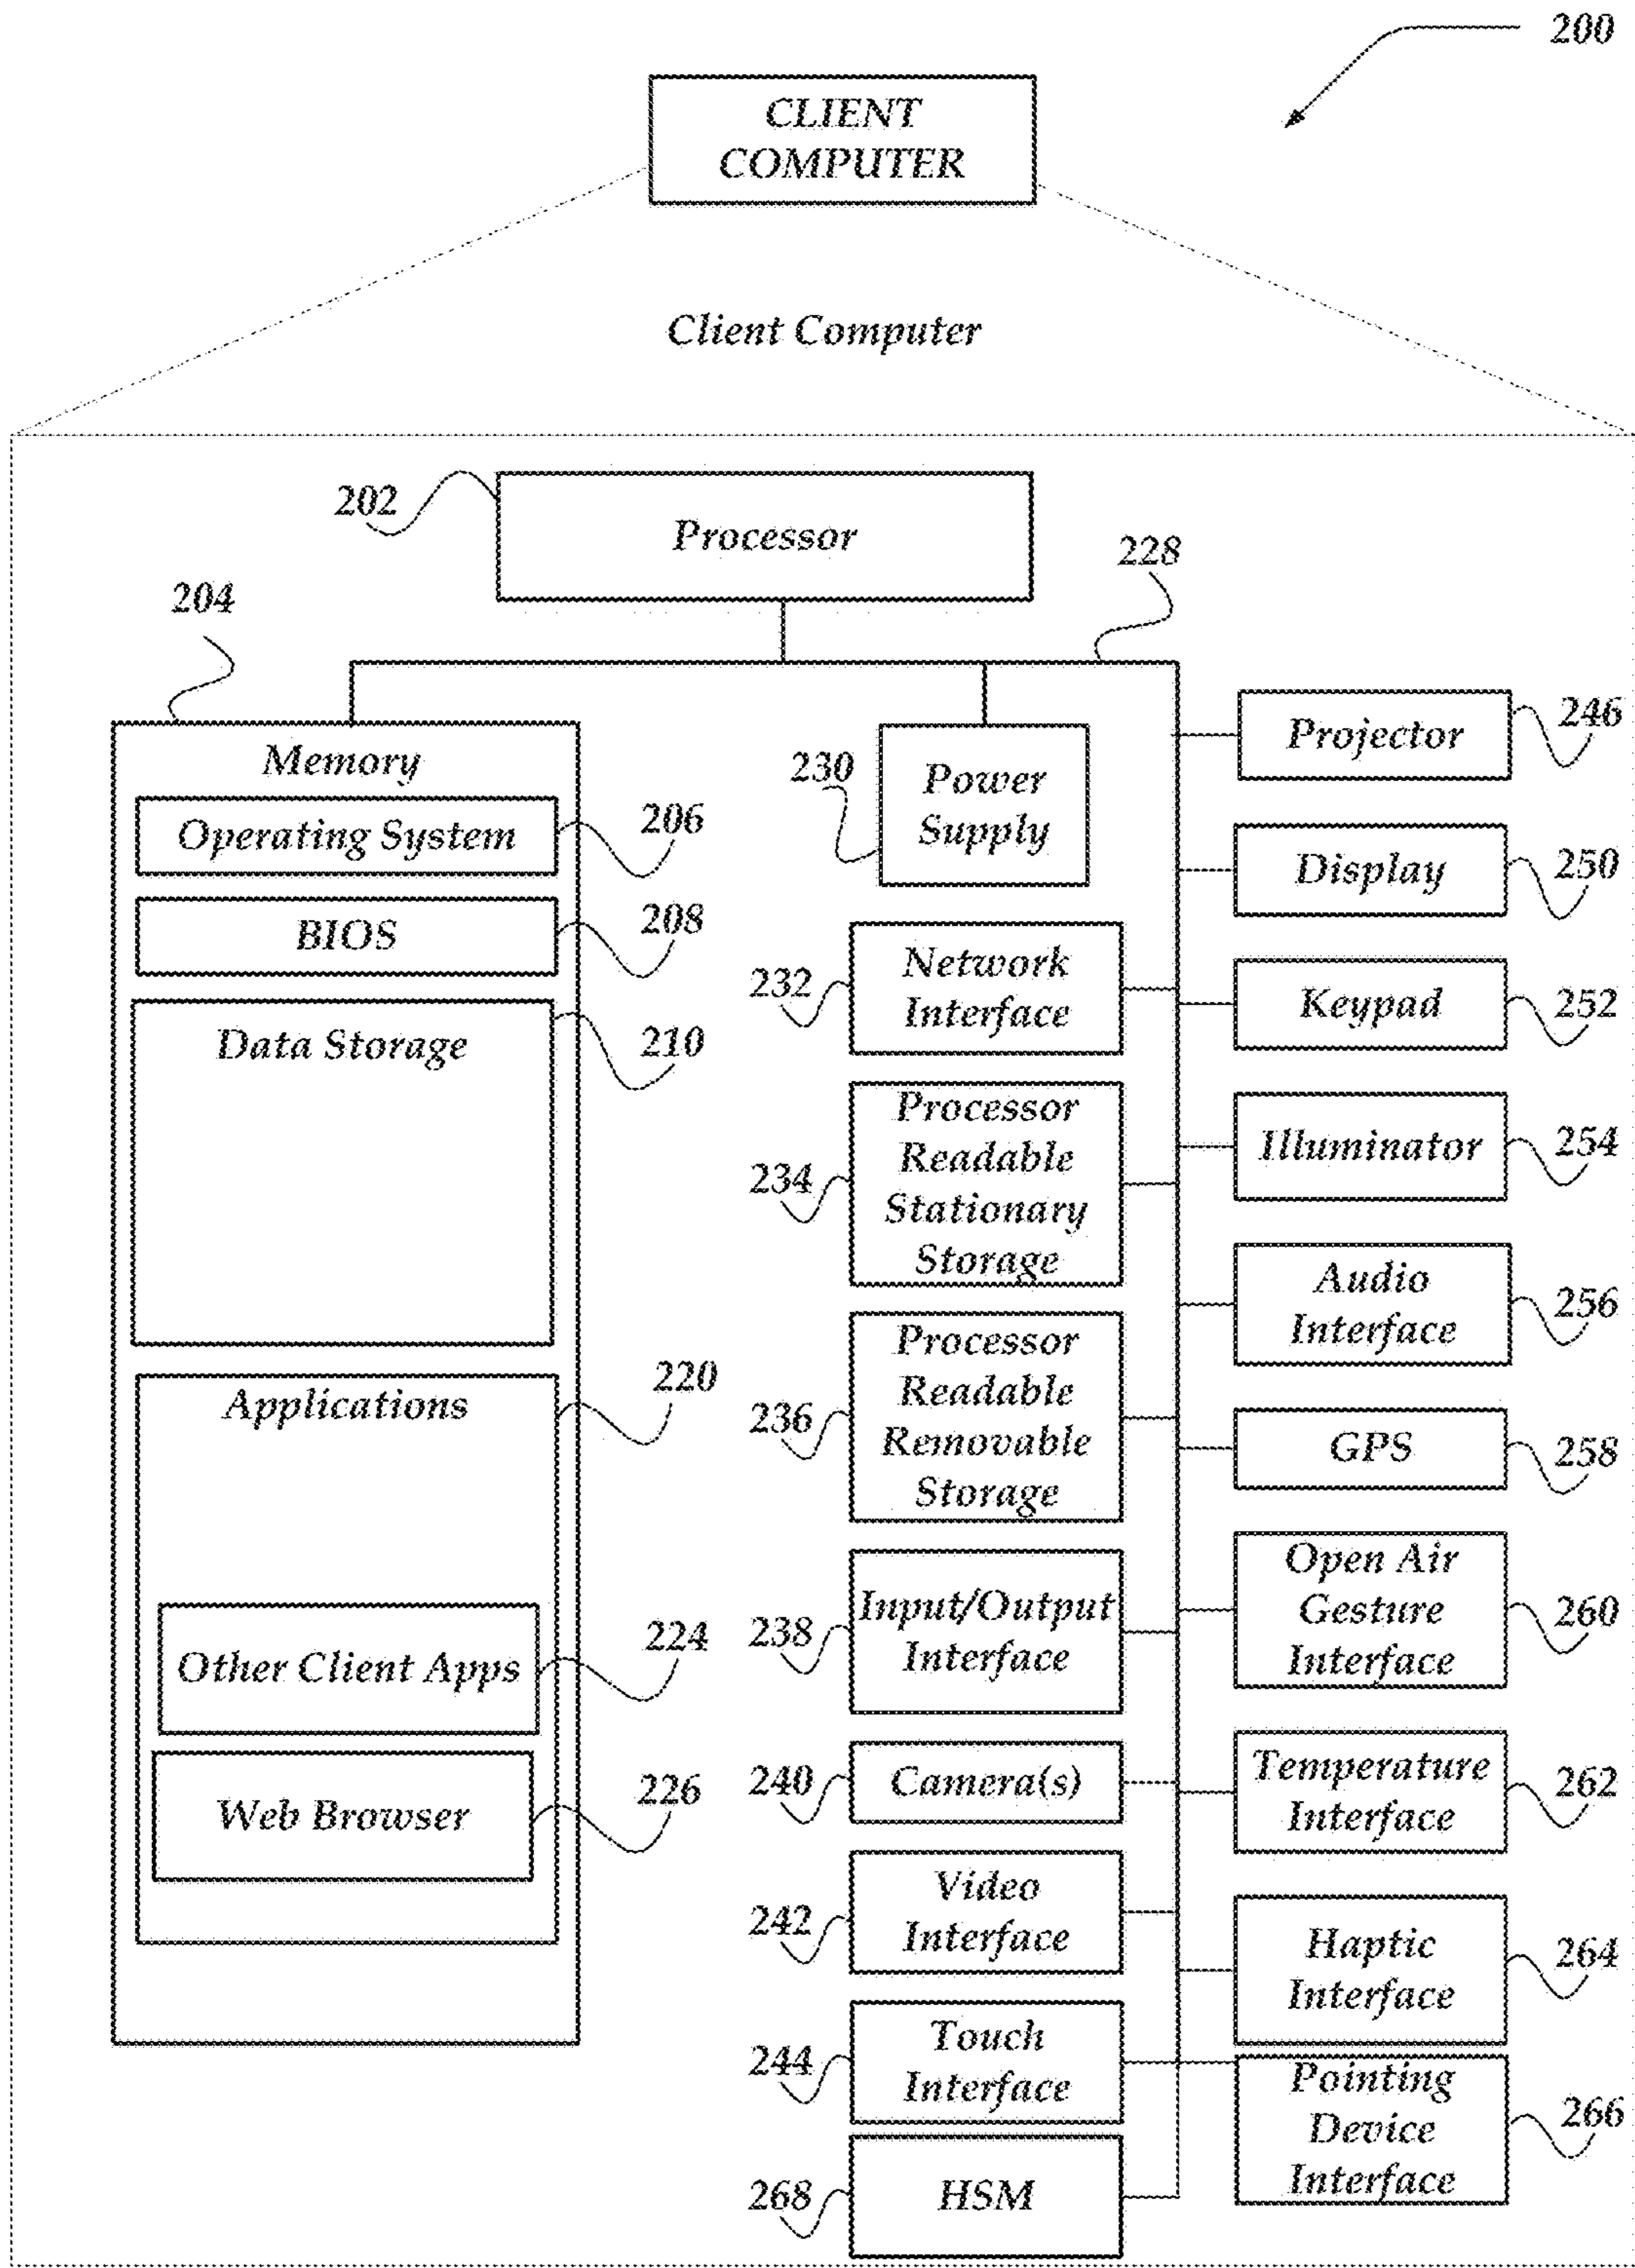 200
CLIENT
COMPUTER
Client Computer
202
Processor
228
204
Memory
Operating System
206
BIOS
208
Data Storage
210
Applications
220
Other Client Apps
224
Web Browser
226
230
Power
Supply
232
Network
Interface
234
Processor
Readable
Stationary
Storage
236
Processor
Readable
Removable
Storage
238
Input/Output
Interface
240
Camera(s)
242
Video
Interface
244
Touch
Interface
268
HSM
Projector
246
Display
250
Keypad
252
Illuminator
254
Audio
Interface
256
GPS
258
Open Air
Gesture
Interface
260
Temperature
Interface
262
Haptic
Interface
264
Pointing
Device
Interface
266